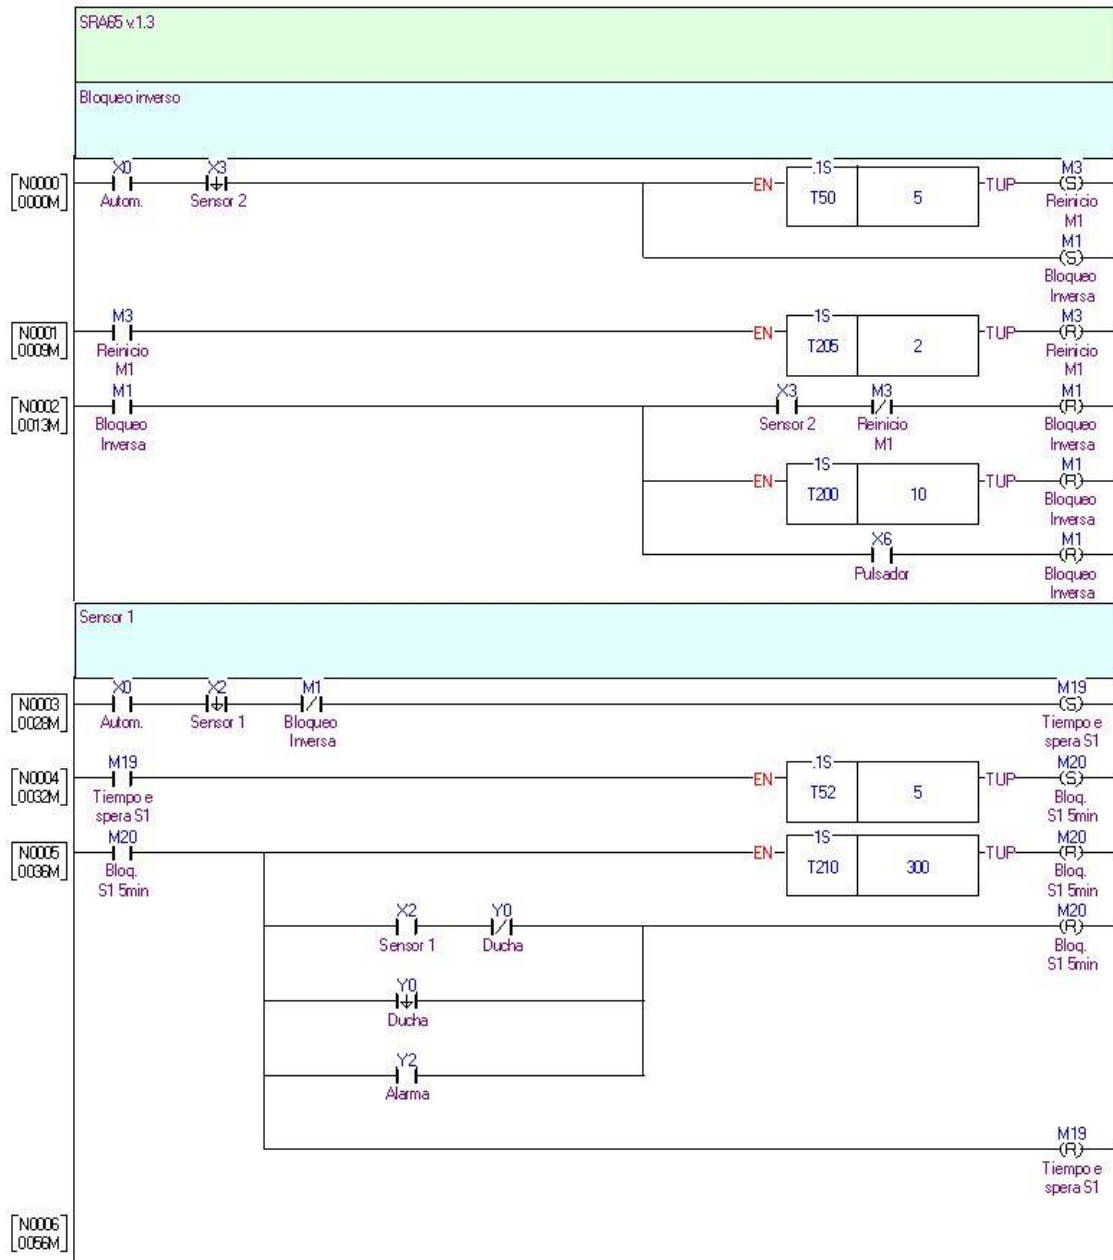 SRA65 v.1.3
Bloqueo inverso
X0 X3 .1S M3
N0000 EN TUP (S)
0000M Autom. Sensor 2 T50 5 Reinicio
M1
M1
(S)
Bloqueo
Inversa
M3 1S M3
N0001 EN TUP (R)
0009M Reinicio T205 2 Reinicio
M1 M1
M1 X3 M3 M1
N0002 (R)
0013M Bloqueo Sensor 2 Reinicio Bloqueo
Inversa M1 Inversa
1S M1
EN TUP (R)
T200 10 Bloqueo
Inversa
X6 M1
(R)
Pulsador Bloqueo
Inversa
Sensor 1
X0 X2 M1 M19
N0003 (S)
0028M Autom. Sensor 1 Bloqueo Tiempo e
Inversa spera S1
M19 .1S M20
N0004 EN TUP (S)
0032M Tiempo e T52 5 Bloq.
spera S1 S1 5min
M20 1S M20
N0005 EN TUP (R)
0036M Bloq. T210 300 Bloq.
S1 5min S1 5min
X2 Y0 M20
(R)
Sensor 1 Ducha Bloq.
S1 5min
Y0
Ducha
Y2
Alarma
M19
(R)
Tiempo e
spera S1
N0006
0056M